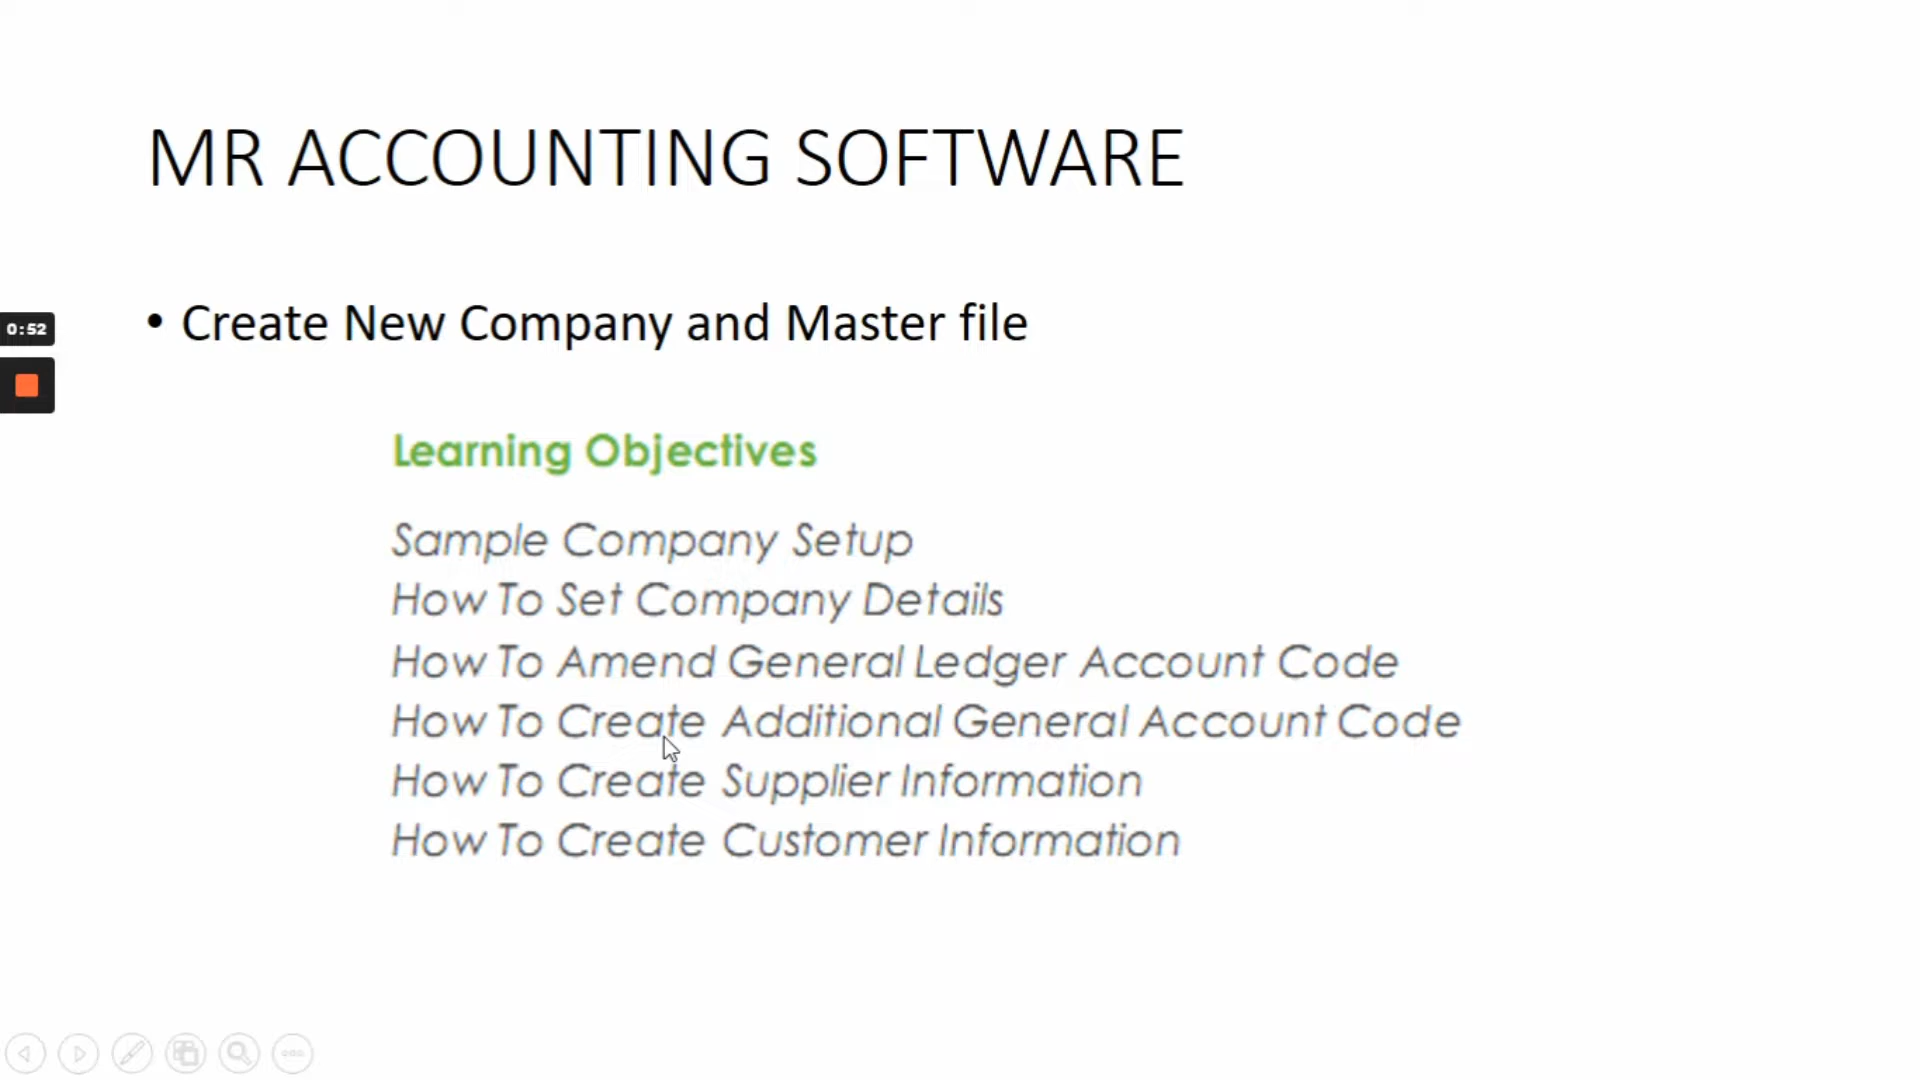 MR ACCOUNTING SOFTWARE
• Create New Company and Master file
0:52
Learning Objectives
Sample Company Setup
How To Set Company Details
How To Amend General Ledger Account Code
How To Create Additional General Account Code
How To Create Supplier Information
How To Create Customer Information